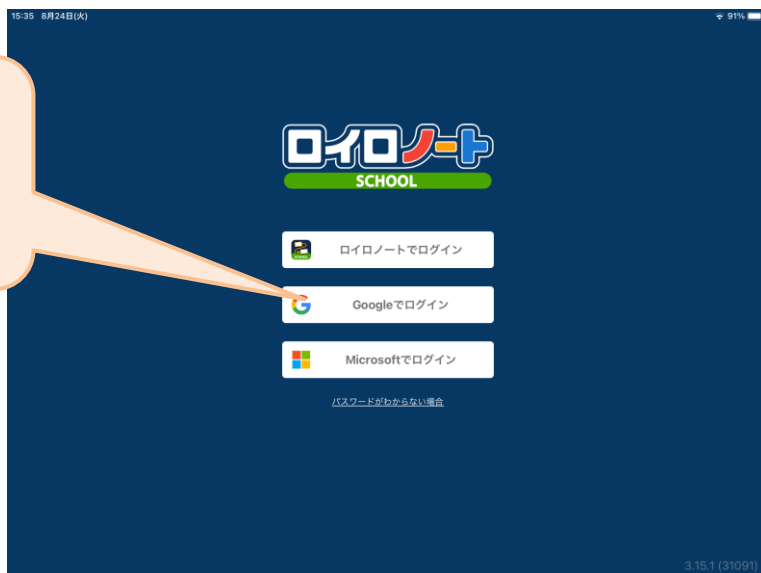 15:35 8月24日(火)
91%
ロイロノート
SCHOOL
ロイロノートでログイン
Googleでログイン
Microsoftでログイン
パスワードがわからない場合
3.15.1 (31091)